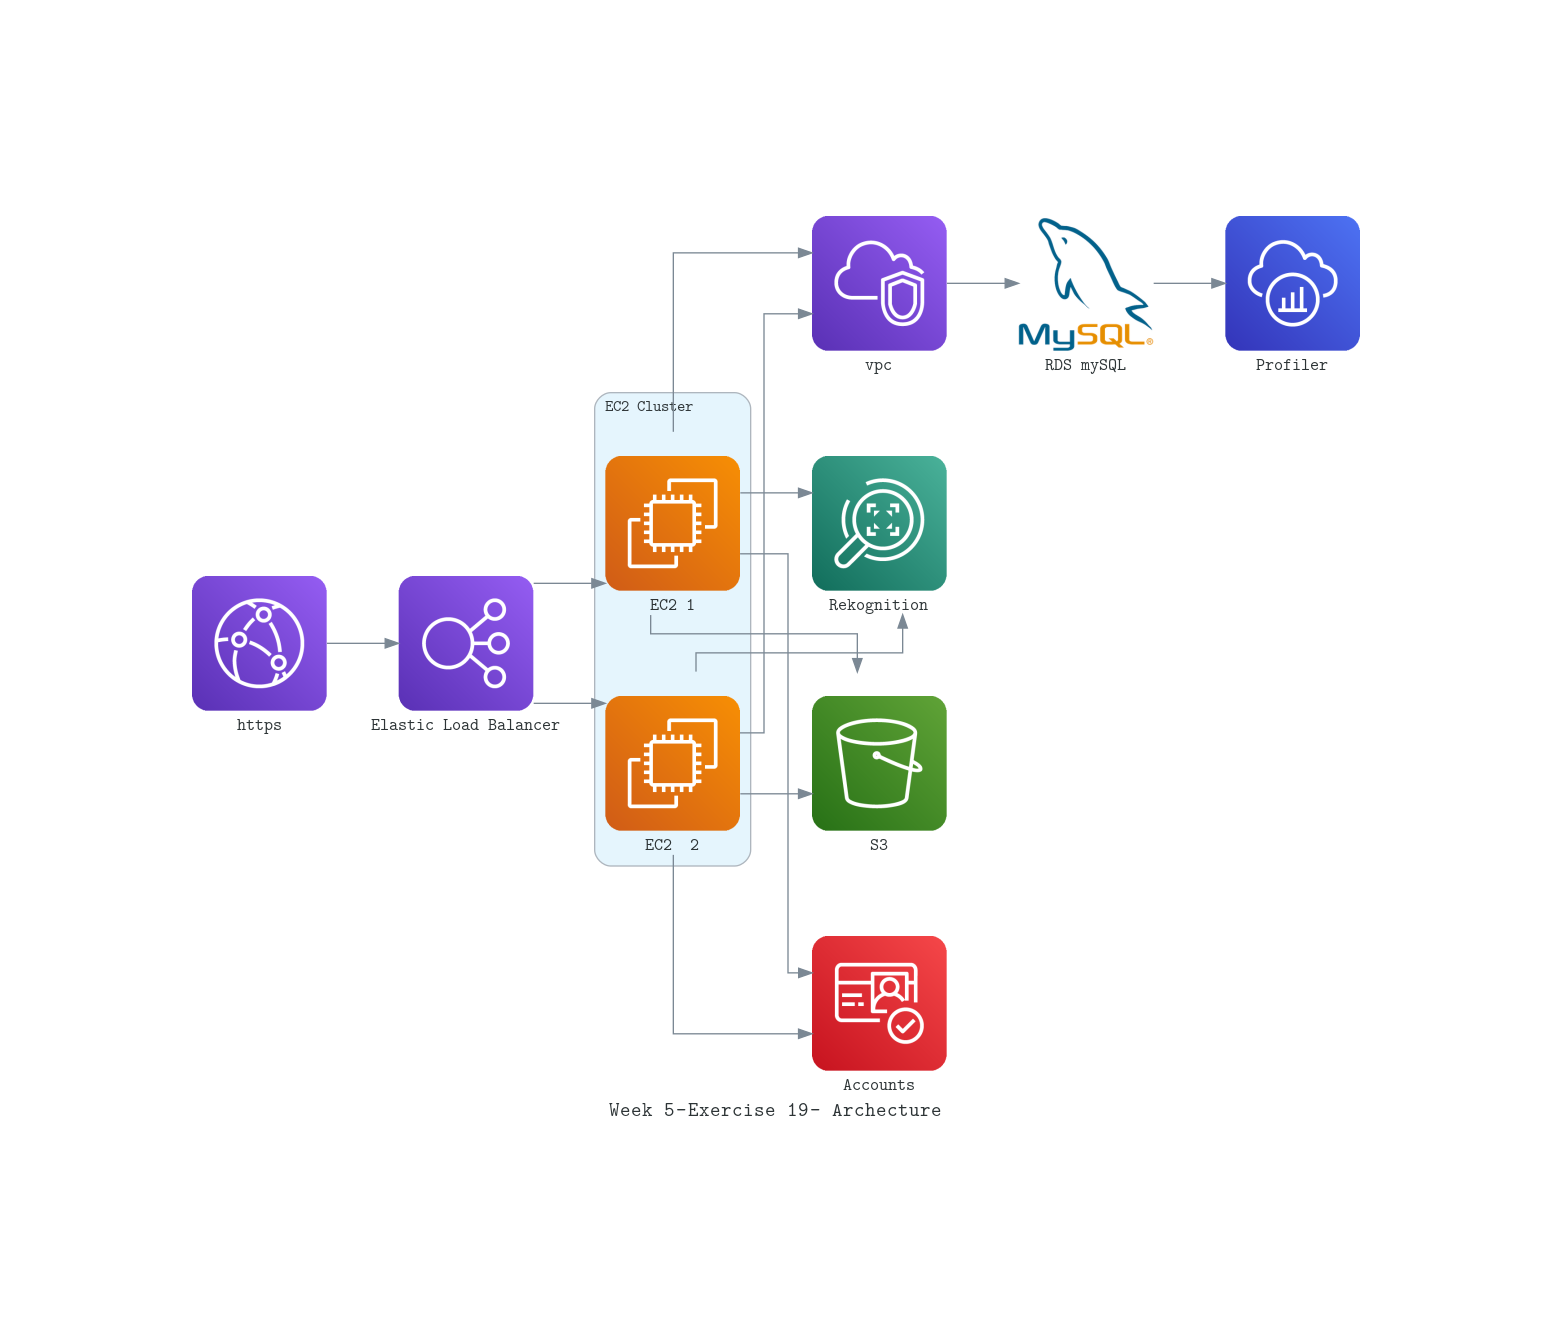 MySQL®
vpc
RDS mySQL
Profiler
EC2 Cluster
EC2 1
Rekognition
https
Elastic Load Balancer
EC2  2
S3
Accounts
Week 5-Exercise 19- Archecture